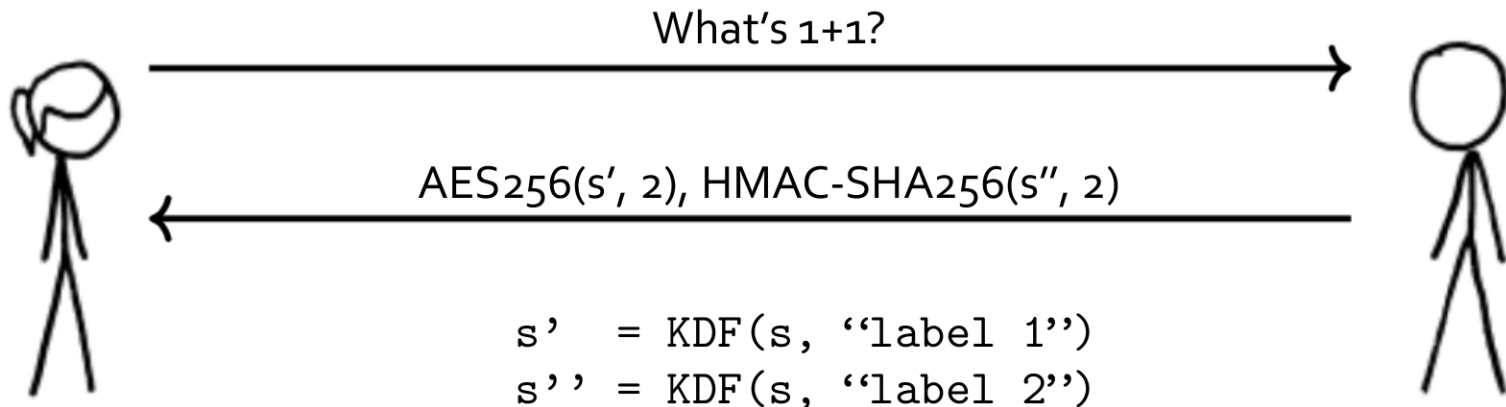 What's 1+1?
AES256(s′, 2), HMAC-SHA256(s″, 2)
s’ = KDF(s, “label 1”)
s’’ = KDF(s, “label 2”)